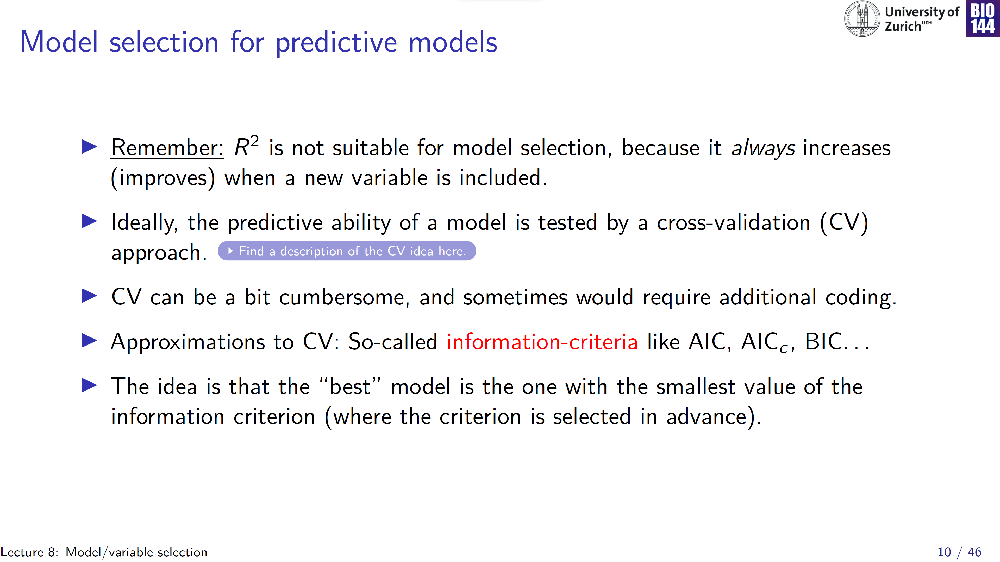 University of
Zurich UZH
BIO
144
Model selection for predictive models
Remember: R² is not suitable for model selection, because it always increases
(improves) when a new variable is included.
Ideally, the predictive ability of a model is tested by a cross-validation (CV)
approach. Find a description of the CV idea here.
CV can be a bit cumbersome, and sometimes would require additional coding.
Approximations to CV: So-called information-criteria like AIC, AICc, BIC. . .
The idea is that the “best” model is the one with the smallest value of the
information criterion (where the criterion is selected in advance).
Lecture 8: Model/variable selection
10 / 46